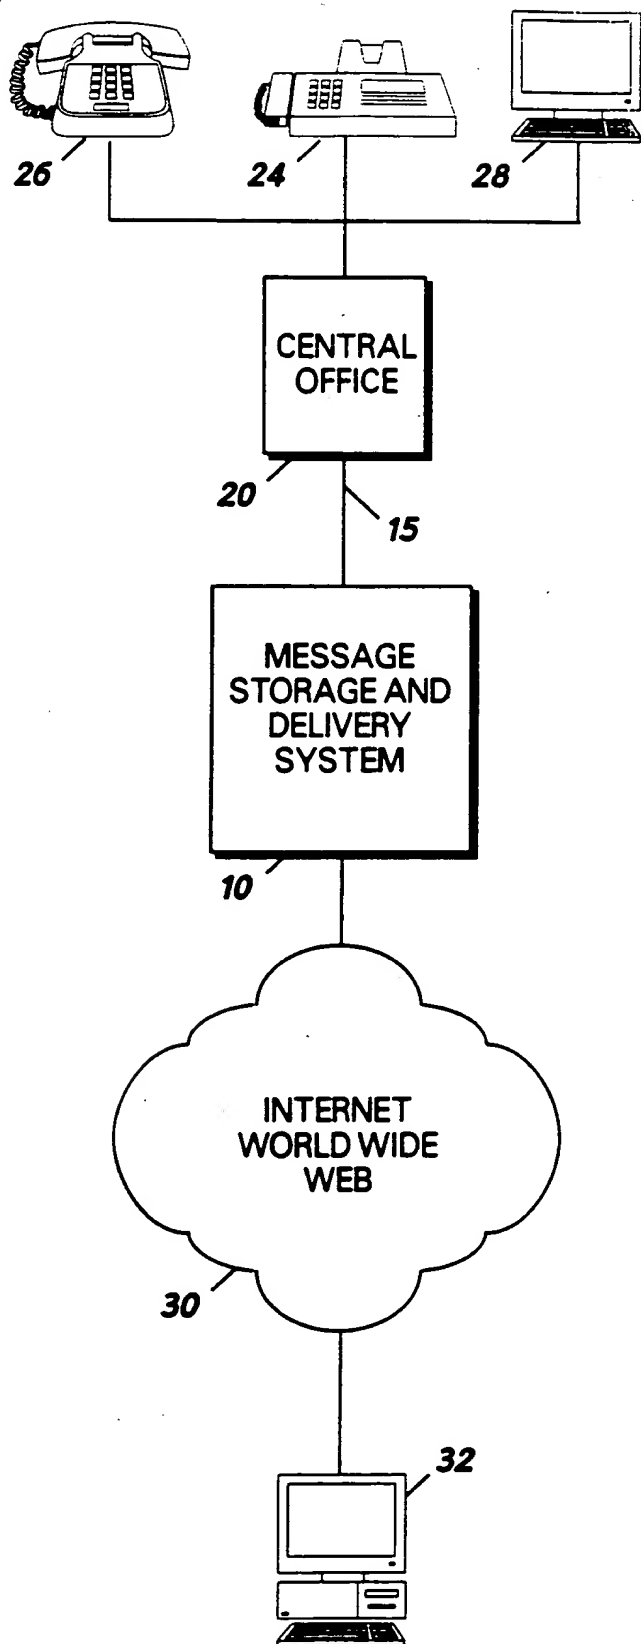 26
24
28
CENTRAL
OFFICE
20
15
MESSAGE
STORAGE AND
DELIVERY
SYSTEM
10
INTERNET
WORLD WIDE
WEB
30
32